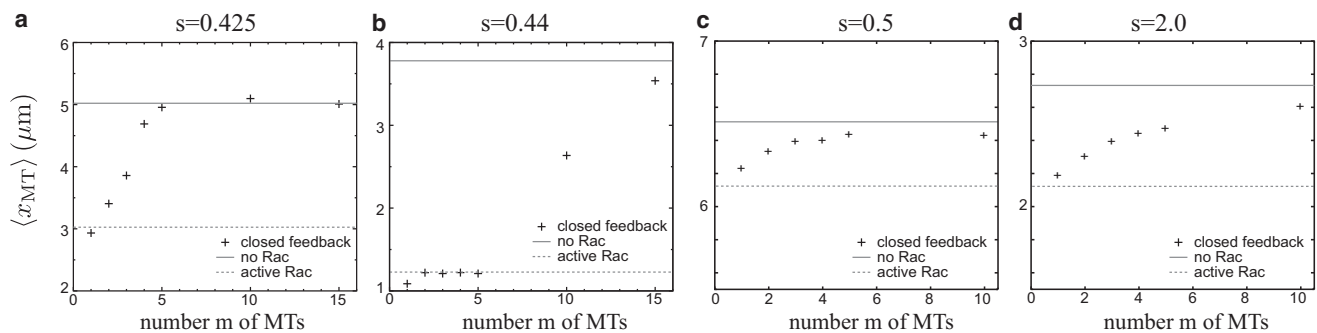 a s=0.425
b s=0.44
c s=0.5
d s=2.0
⟨x_MT⟩ (μm)
6
5
4
3
2
0 5 10 15
number m of MTs
closed feedback
no Rac
active Rac
4
3
2
1
0 5 10 15
number m of MTs
closed feedback
no Rac
active Rac
7
6
0 2 4 6 8 10
number m of MTs
closed feedback
no Rac
active Rac
3
2
0 2 4 6 8 10
number m of MTs
closed feedback
no Rac
active Rac